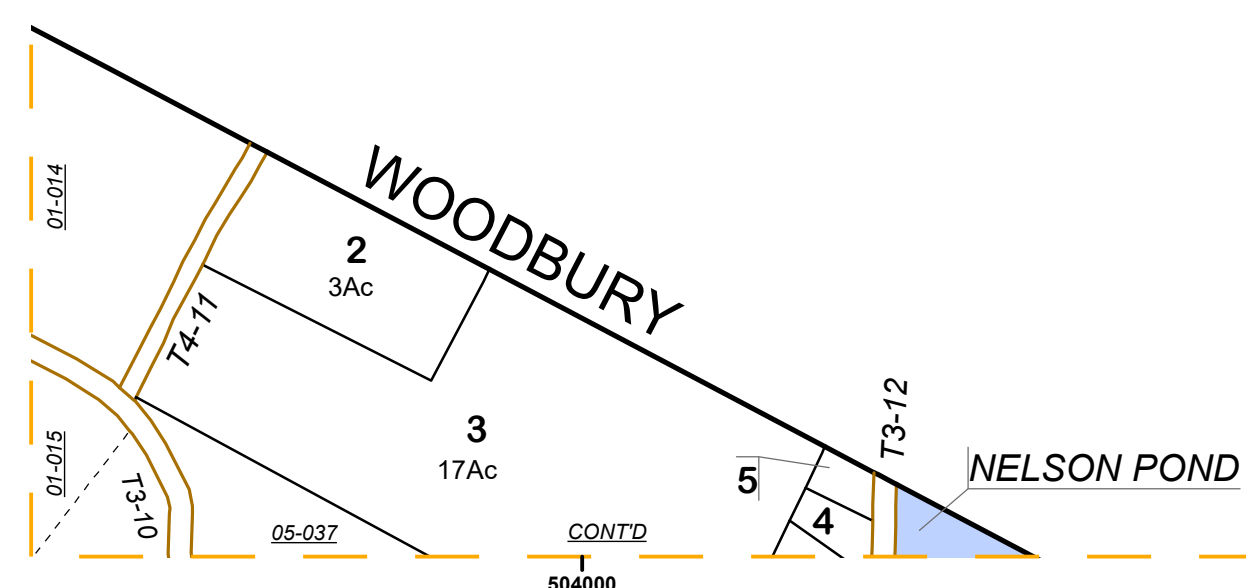 01-014
WOODBURY
2
3Ac
T4-11
3
17Ac
T3-12
NELSON POND
01-015
T3-10
5
4
05-037
CONT'D
504000